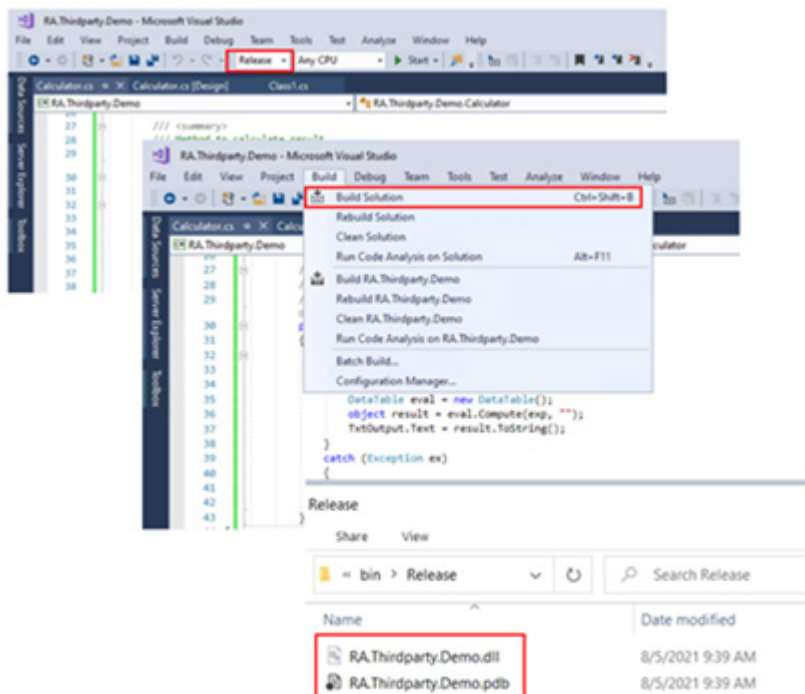 RA.Thirdparty.Demo - Microsoft Visual Studio
File Edit View Project Build Debug Team Tools Test Analyze Window Help
Release Any CPU Start
Calculator.cs Calculator.cs [Design] Class1.cs
RA.Thirdparty.Demo RA.Thirdparty.Demo.Calculator
Data Sources Server Explorer Toolbox
27 /// <summary>
28 /// Method to calculate result
29
30
31
32
33
34
35
36
37
38
RA.Thirdparty.Demo - Microsoft Visual Studio
File Edit View Project Build Debug Team Tools Test Analyze Window Help
Build Solution Ctrl+Shift+B
Rebuild Solution
Clean Solution
Run Code Analysis on Solution Alt+F11
Build RA.Thirdparty.Demo
Rebuild RA.Thirdparty.Demo
Clean RA.Thirdparty.Demo
Run Code Analysis on RA.Thirdparty.Demo
Batch Build...
Configuration Manager...
Calculator.cs
RA.Thirdparty.Demo
Data Sources Server Explorer Toolbox
27
28
29
30
31
32
33
34
35 DataTable eval = new DataTable();
36 object result = eval.Compute(exp, "");
37 TxtOutput.Text = result.ToString();
38 }
39 catch (Exception ex)
40 {
41
42
43 }
Release
Share View
« bin > Release Search Release
Name Date modified
RA.Thirdparty.Demo.dll 8/5/2021 9:39 AM
RA.Thirdparty.Demo.pdb 8/5/2021 9:39 AM